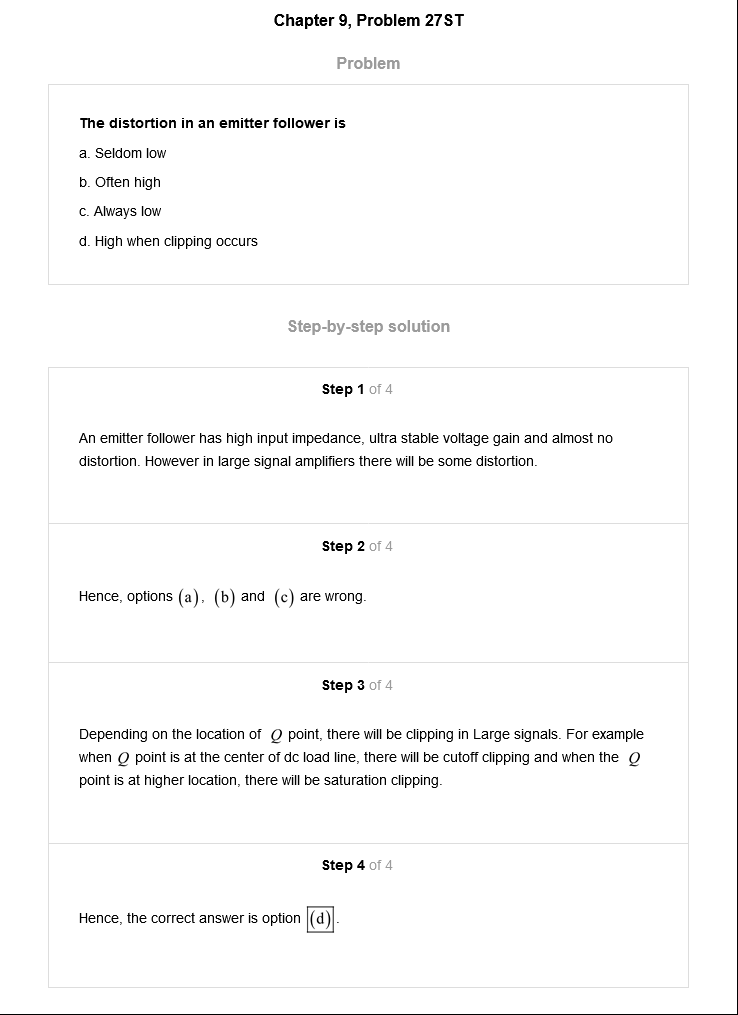 Chapter 9, Problem 27ST
Problem
The distortion in an emitter follower is
a. Seldom low
b. Often high
c. Always low
d. High when clipping occurs
Step-by-step solution
Step 1 of 4
An emitter follower has high input impedance, ultra stable voltage gain and almost no
distortion. However in large signal amplifiers there will be some distortion.
Step 2 of 4
Hence, options (a), (b) and (c) are wrong.
Step 3 of 4
Depending on the location of Q point, there will be clipping in Large signals. For example
when Q point is at the center of dc load line, there will be cutoff clipping and when the Q
point is at higher location, there will be saturation clipping.
Step 4 of 4
Hence, the correct answer is option (d).